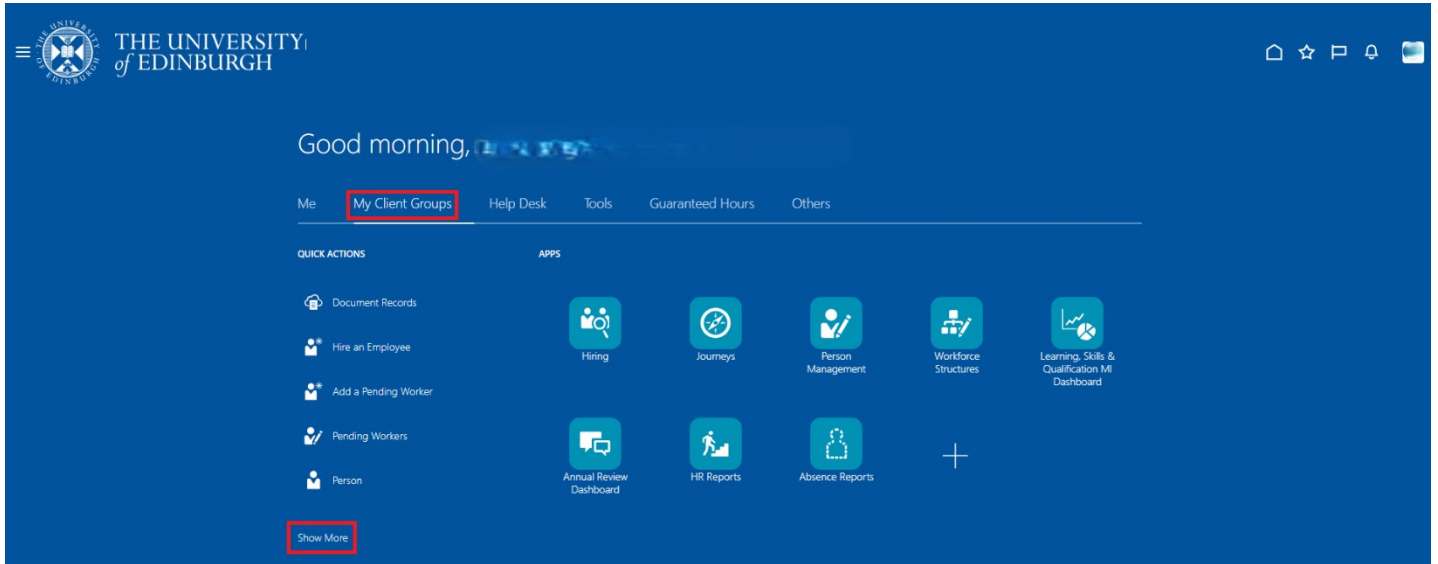 THE UNIVERSITY
of EDINBURGH
Good morning,
Me My Client Groups Help Desk Tools Guaranteed Hours Others
QUICK ACTIONS
APPS
Document Records
Hire an Employee
Add a Pending Worker
Pending Workers
Person
Show More
Hiring
Journeys
Person
Management
Workforce
Structures
Learning, Skills &
Qualification MI
Dashboard
Annual Review
Dashboard
HR Reports
Absence Reports